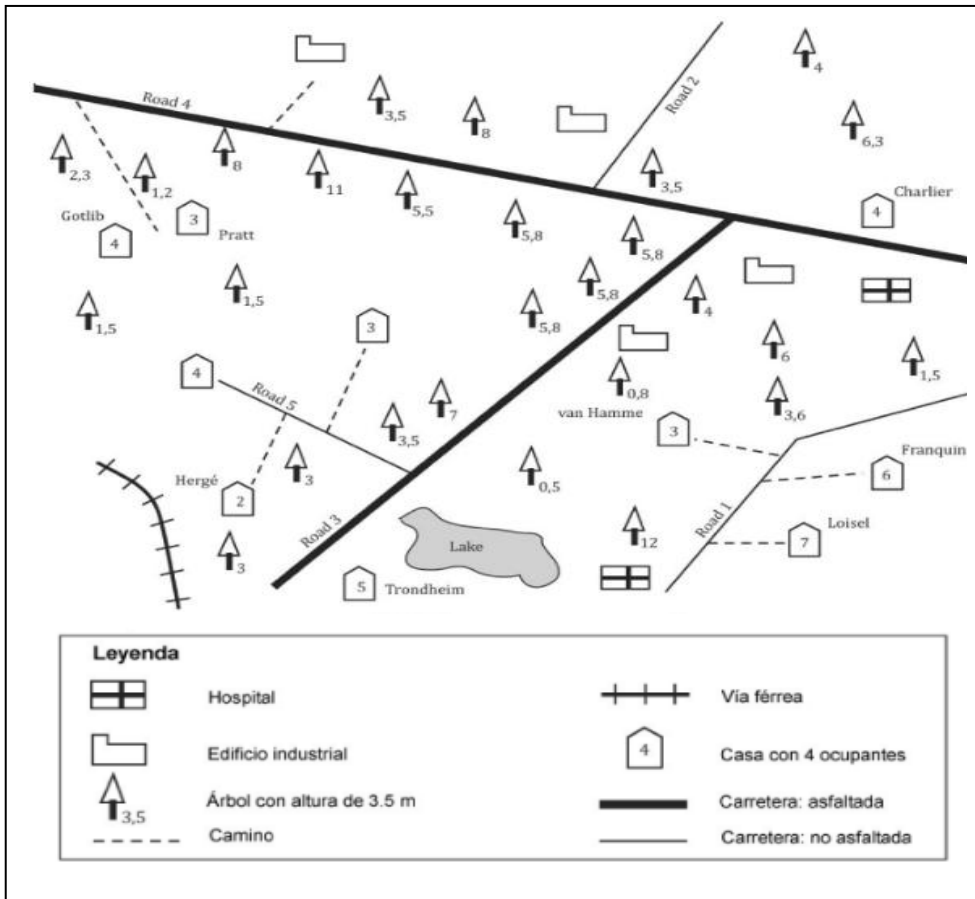 Road 4
Road 2
4
3,5
8
6,3
8
2,3
1,2
11
3,5
5,5
Charlier
4
Gotlib
3
4
Pratt
5,8
5,8
1,5
5,8
1,5
5,8
4
3
6
4
0,8
1,5
Road 5
7
3,5
3,6
van Hamme
3
Franquin
3
0,5
6
Hergé
2
Road 3
Road 1
Loisel
12
7
Lake
3
5
Trondheim
Leyenda
Hospital
Vía férrea
Edificio industrial
4
Casa con 4 ocupantes
3,5
Árbol con altura de 3.5 m
Carretera: asfaltada
Camino
Carretera: no asfaltada